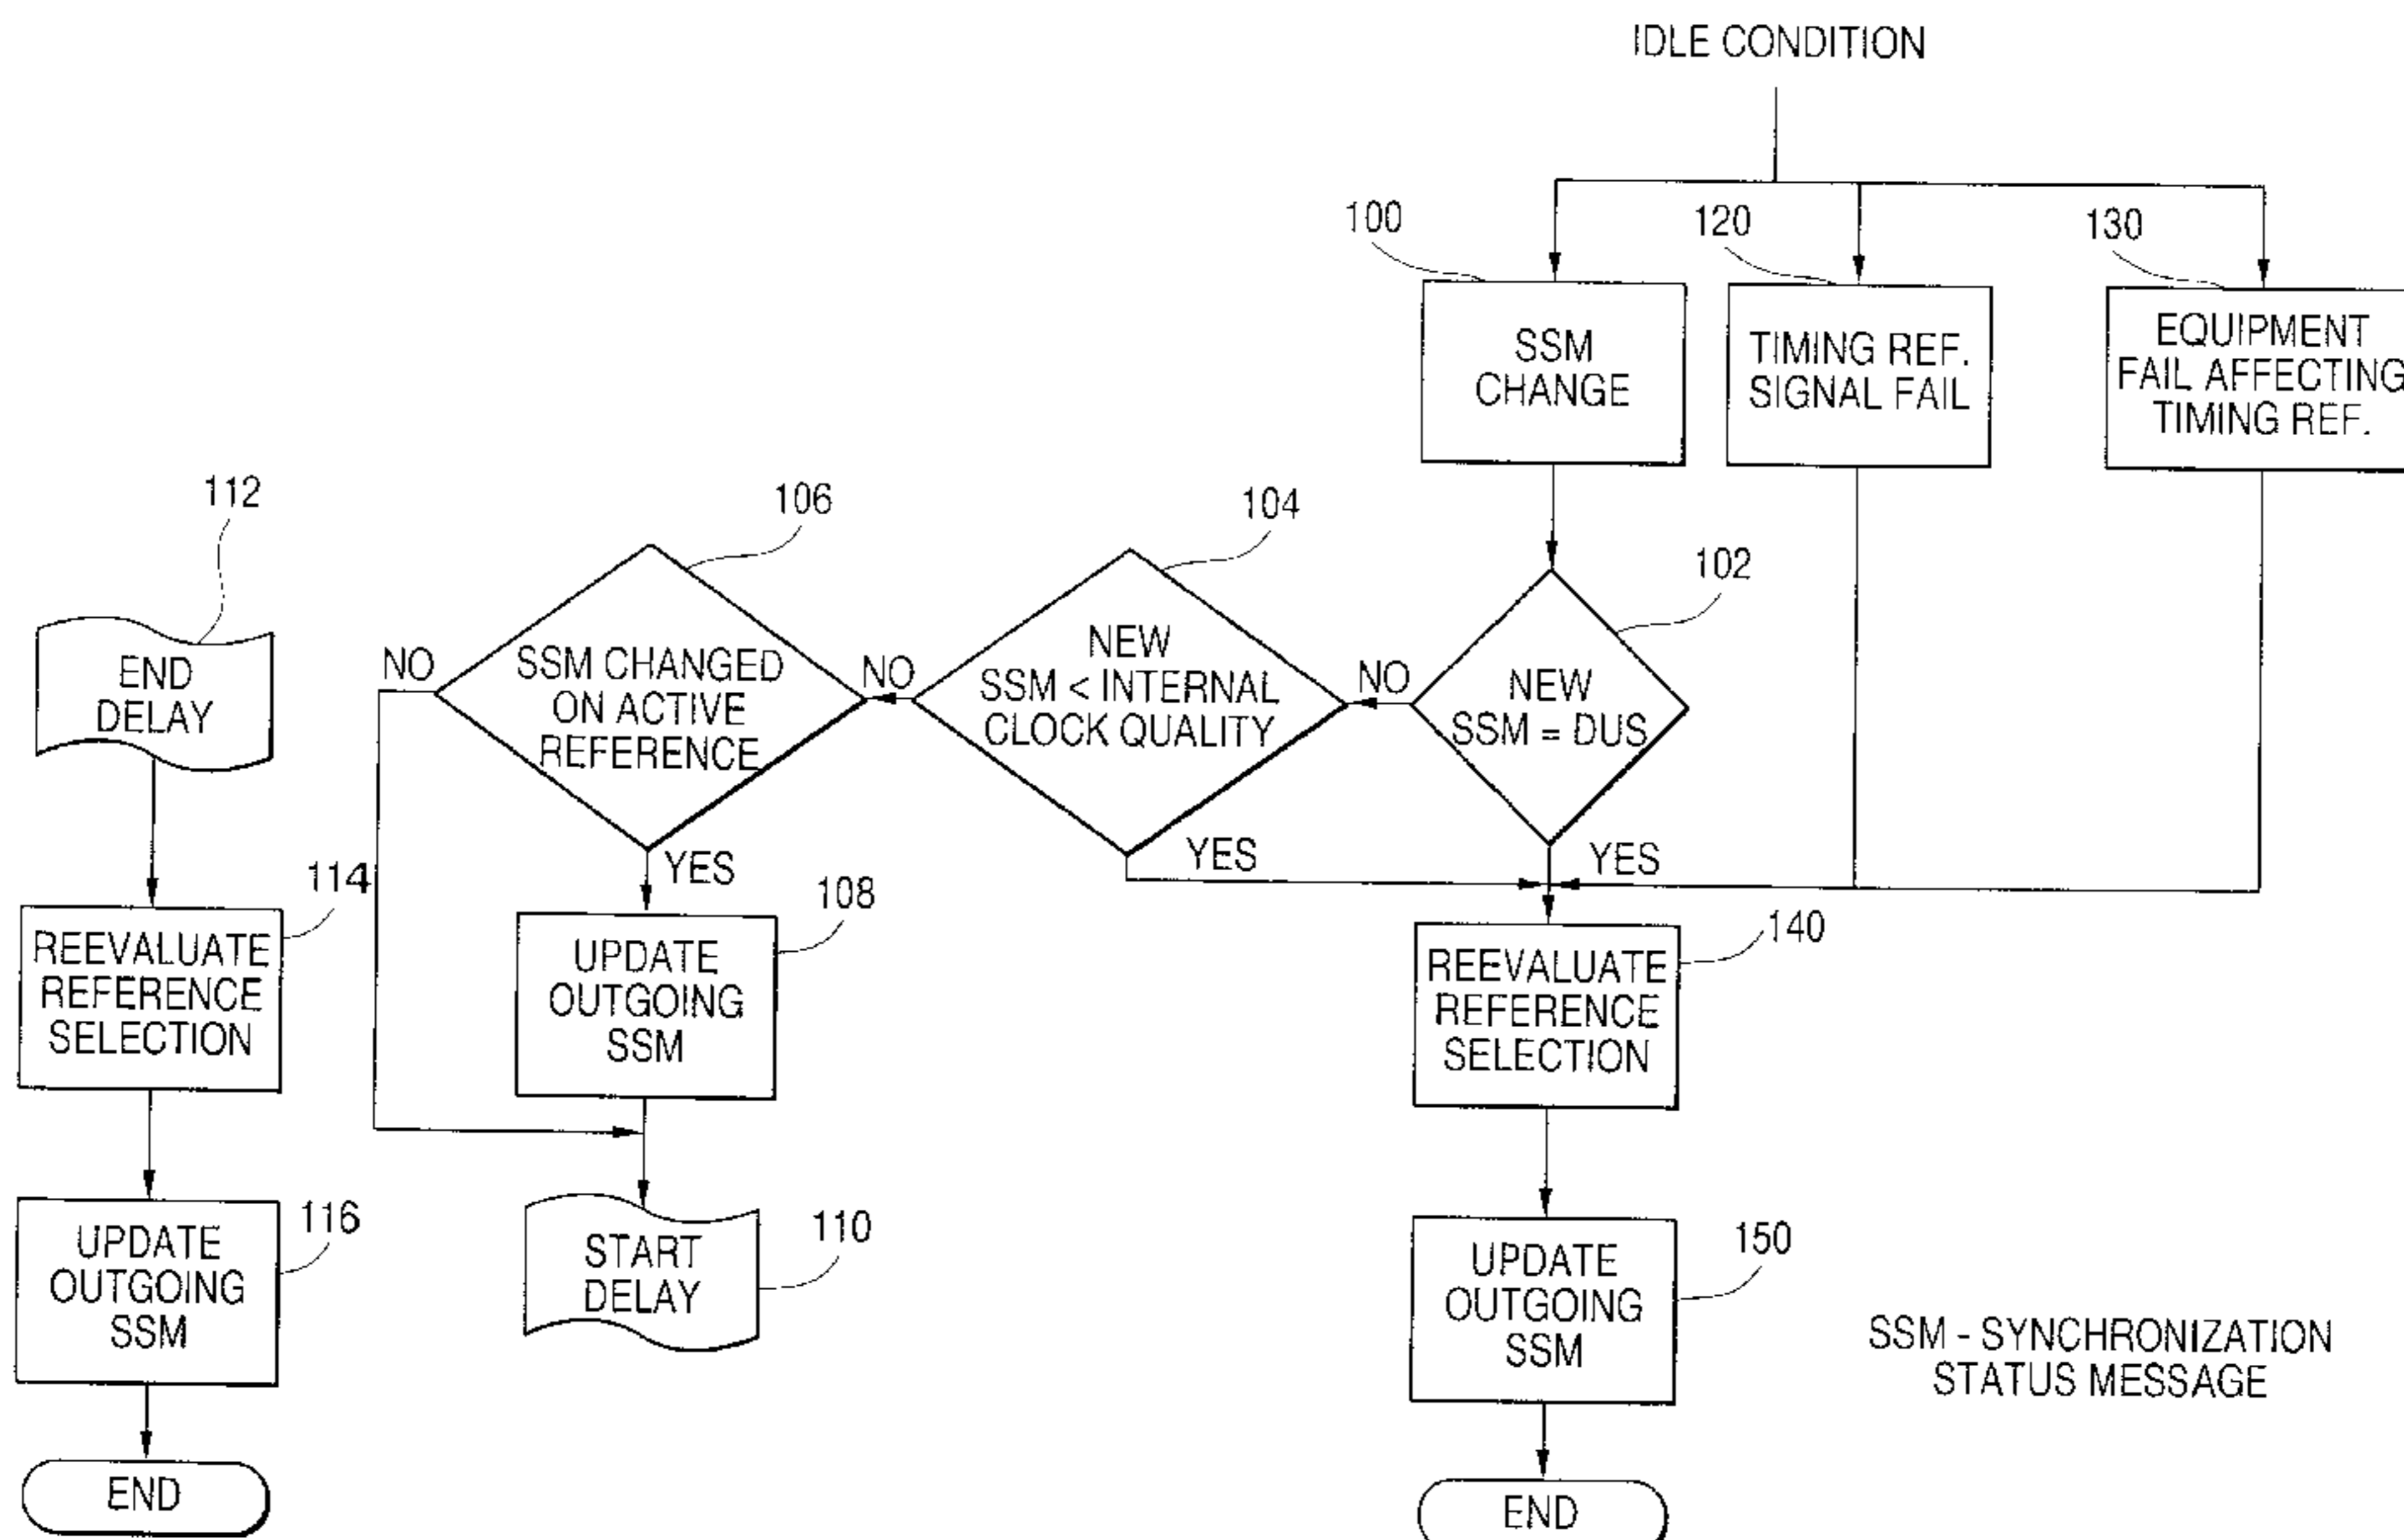 IDLE CONDITION
100
120
130
SSM
CHANGE
TIMING REF.
SIGNAL FAIL
EQUIPMENT
FAIL AFFECTING
TIMING REF.
112
106
104
102
END
DELAY
NO
SSM CHANGED
ON ACTIVE
REFERENCE
NO
NEW
SSM < INTERNAL
CLOCK QUALITY
NO
NEW
SSM = DUS
YES
YES
YES
114
REEVALUATE
REFERENCE
SELECTION
108
UPDATE
OUTGOING
SSM
140
REEVALUATE
REFERENCE
SELECTION
116
UPDATE
OUTGOING
SSM
110
START
DELAY
150
UPDATE
OUTGOING
SSM
SSM - SYNCHRONIZATION
STATUS MESSAGE
END
END